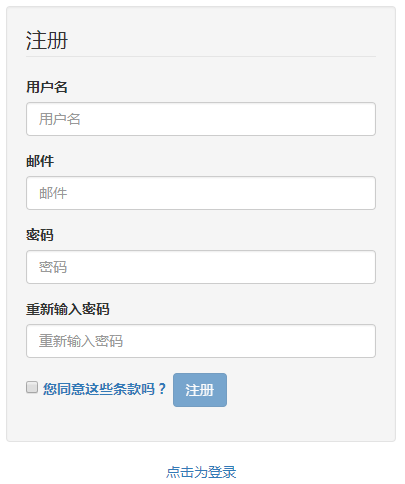 注册
用户名
用户名
邮件
邮件
密码
密码
重新输入密码
重新输入密码
您同意这些条款吗？ 注册
点击为登录